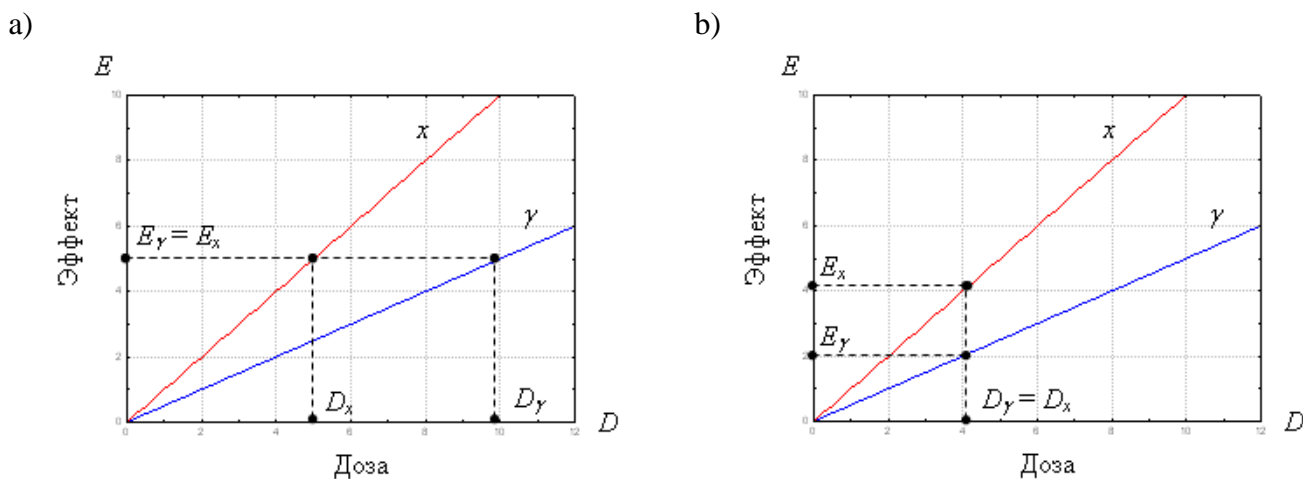 a)
E
10
8
6
4
2
0
Эффект
x
γ
Eγ = Ex
Dx
Dγ
0 2 4 6 8 10 12
D
Доза
b)
E
10
8
6
4
2
0
Эффект
x
γ
Ex
Eγ
Dγ = Dx
0 2 4 6 8 10 12
D
Доза